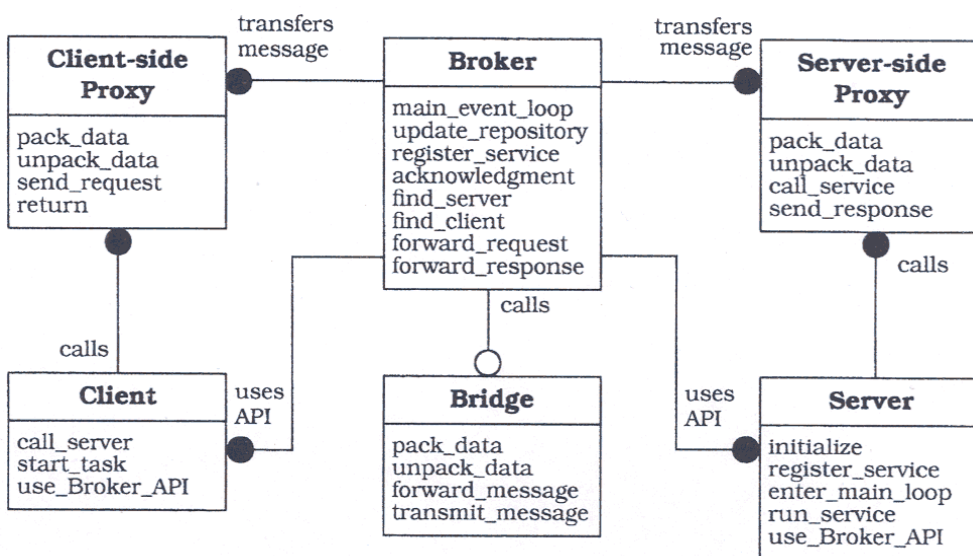 transfers
message
transfers
message
Client-side
Proxy
pack_data
unpack_data
send_request
return
Broker
main_event_loop
update_repository
register_service
acknowledgment
find_server
find_client
forward_request
forward_response
Server-side
Proxy
pack_data
unpack_data
call_service
send_response
calls
calls
calls
uses
API
uses
API
Client
call_server
start_task
use_Broker_API
Bridge
pack_data
unpack_data
forward_message
transmit_message
Server
initialize
register_service
enter_main_loop
run_service
use_Broker_API